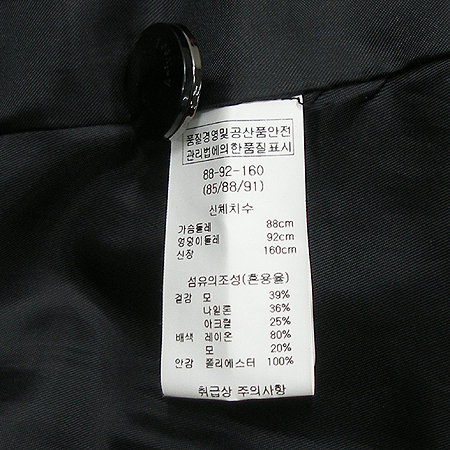 품질경영및공산품안전
관리법에의한품질표시
88-92-160
(85/88/91)
신체치수
가슴둘레 88cm
엉덩이둘레 92cm
신장 160cm
섬유의조성(혼용율)
겉감 모 39%
나일론 36%
아크릴 25%
배색 레이온 80%
모 20%
안감 폴리에스터 100%
취급상 주의사항